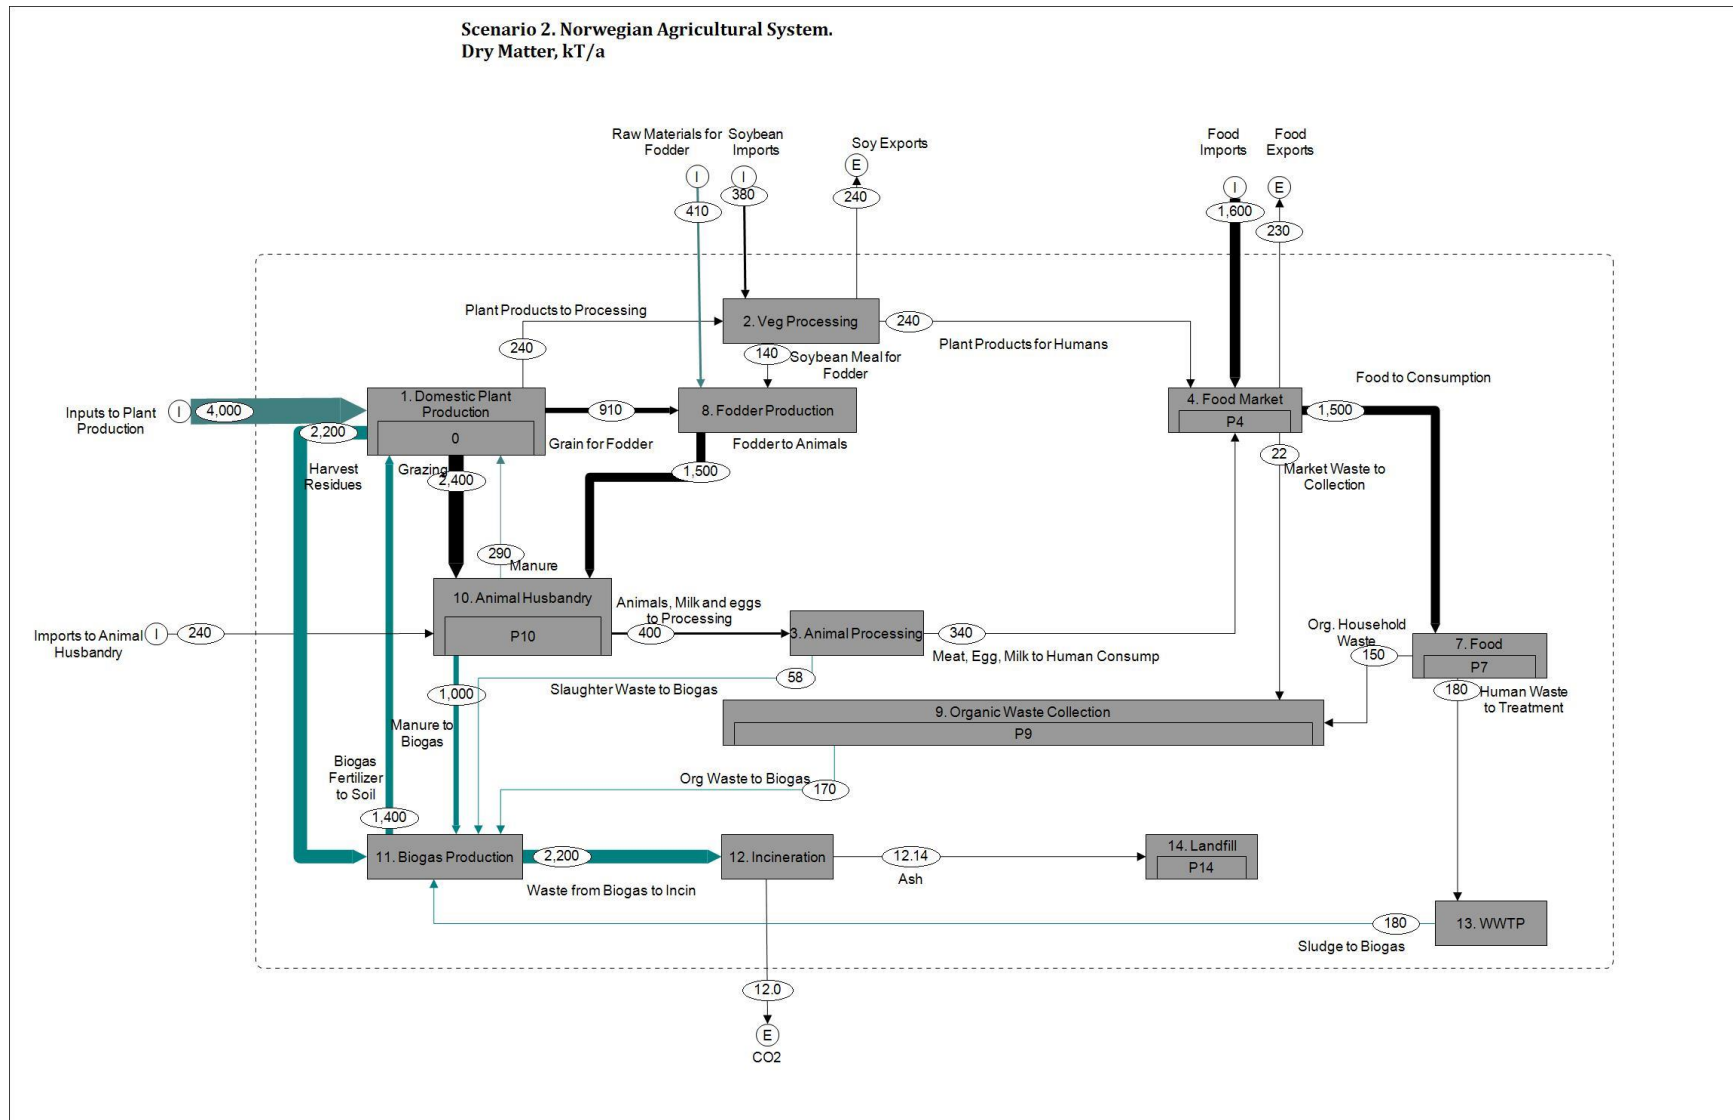 Scenario 2. Norwegian Agricultural System.
Dry Matter, kT/a
Raw Materials for
Fodder
Soybean
Imports
Soy Exports
Food
Imports
Food
Exports
E
I
I
I
E
380
410
240
1,600
230
Plant Products to Processing
2. Veg Processing
240
240
140
Plant Products for Humans
Soybean Meal for
Fodder
Food to Consumption
Inputs to Plant
Production
I
4,000
1. Domestic Plant
Production
0
910
8. Fodder Production
4. Food Market
P4
1,500
2,200
Grain for Fodder
Fodder to Animals
22
Harvest
Residues
Grazing
2,400
1,500
Market Waste to
Collection
290
Manure
10. Animal Husbandry
P10
Animals, Milk and eggs
to Processing
400
3. Animal Processing
340
Meat, Egg, Milk to Human Consump
Imports to Animal
Husbandry
I
240
Org. Household
Waste
150
7. Food
P7
180
Human Waste
to Treatment
58
Slaughter Waste to Biogas
1,000
Manure to
Biogas
9. Organic Waste Collection
P9
Biogas
Fertilizer
to Soil
Org Waste to Biogas
170
1,400
11. Biogas Production
2,200
Waste from Biogas to Incin
12. Incineration
12.14
Ash
14. Landfill
P14
180
Sludge to Biogas
13. WWTP
12.0
E
CO2